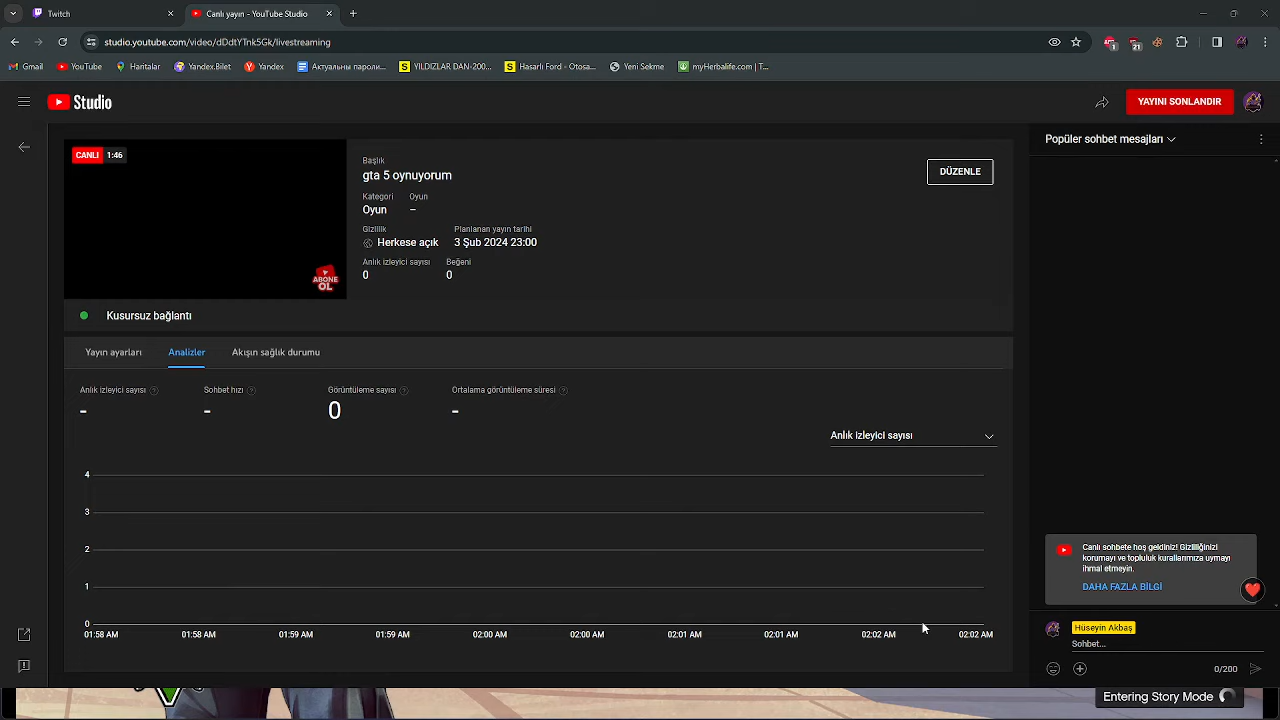 Twitch
Canlı yayın - YouTube Studio
studio.youtube.com/video/dDdtYTnk5Gk/livestreaming
1
21
Gmail
YouTube
Haritalar
Yandex.Bilet
Yandex
Актуальны пароли...
YILDIZLAR DAN-200...
Hasarlı Ford - Otosa...
Yeni Sekme
myHerbalife.com | T...
Studio
YAYINI SONLANDIR
CANLI 1:46
ABONE
OL
Başlık
gta 5 oynuyorum
DÜZENLE
Kategori Oyun
Oyun –
Gizlilik Planlanan yayın tarihi
Herkese açık 3 Şub 2024 23:00
Anlık izleyici sayısı Beğeni
0 0
Kusursuz bağlantı
Yayın ayarları Analizler Akışın sağlık durumu
Anlık izleyici sayısı Sohbet hızı Görüntüleme sayısı Ortalama görüntüleme süresi
- - 0 -
Anlık izleyici sayısı
4
3
2
1
0
01:58 AM 01:58 AM 01:59 AM 01:59 AM 02:00 AM 02:00 AM 02:01 AM 02:01 AM 02:02 AM 02:02 AM
Popüler sohbet mesajları
Canlı sohbete hoş geldiniz! Gizliliğinizi
korumayı ve topluluk kurallarımıza uymayı
ihmal etmeyin.
DAHA FAZLA BİLGİ
Hüseyin Akbaş
Sohbet...
0/200
Entering Story Mode